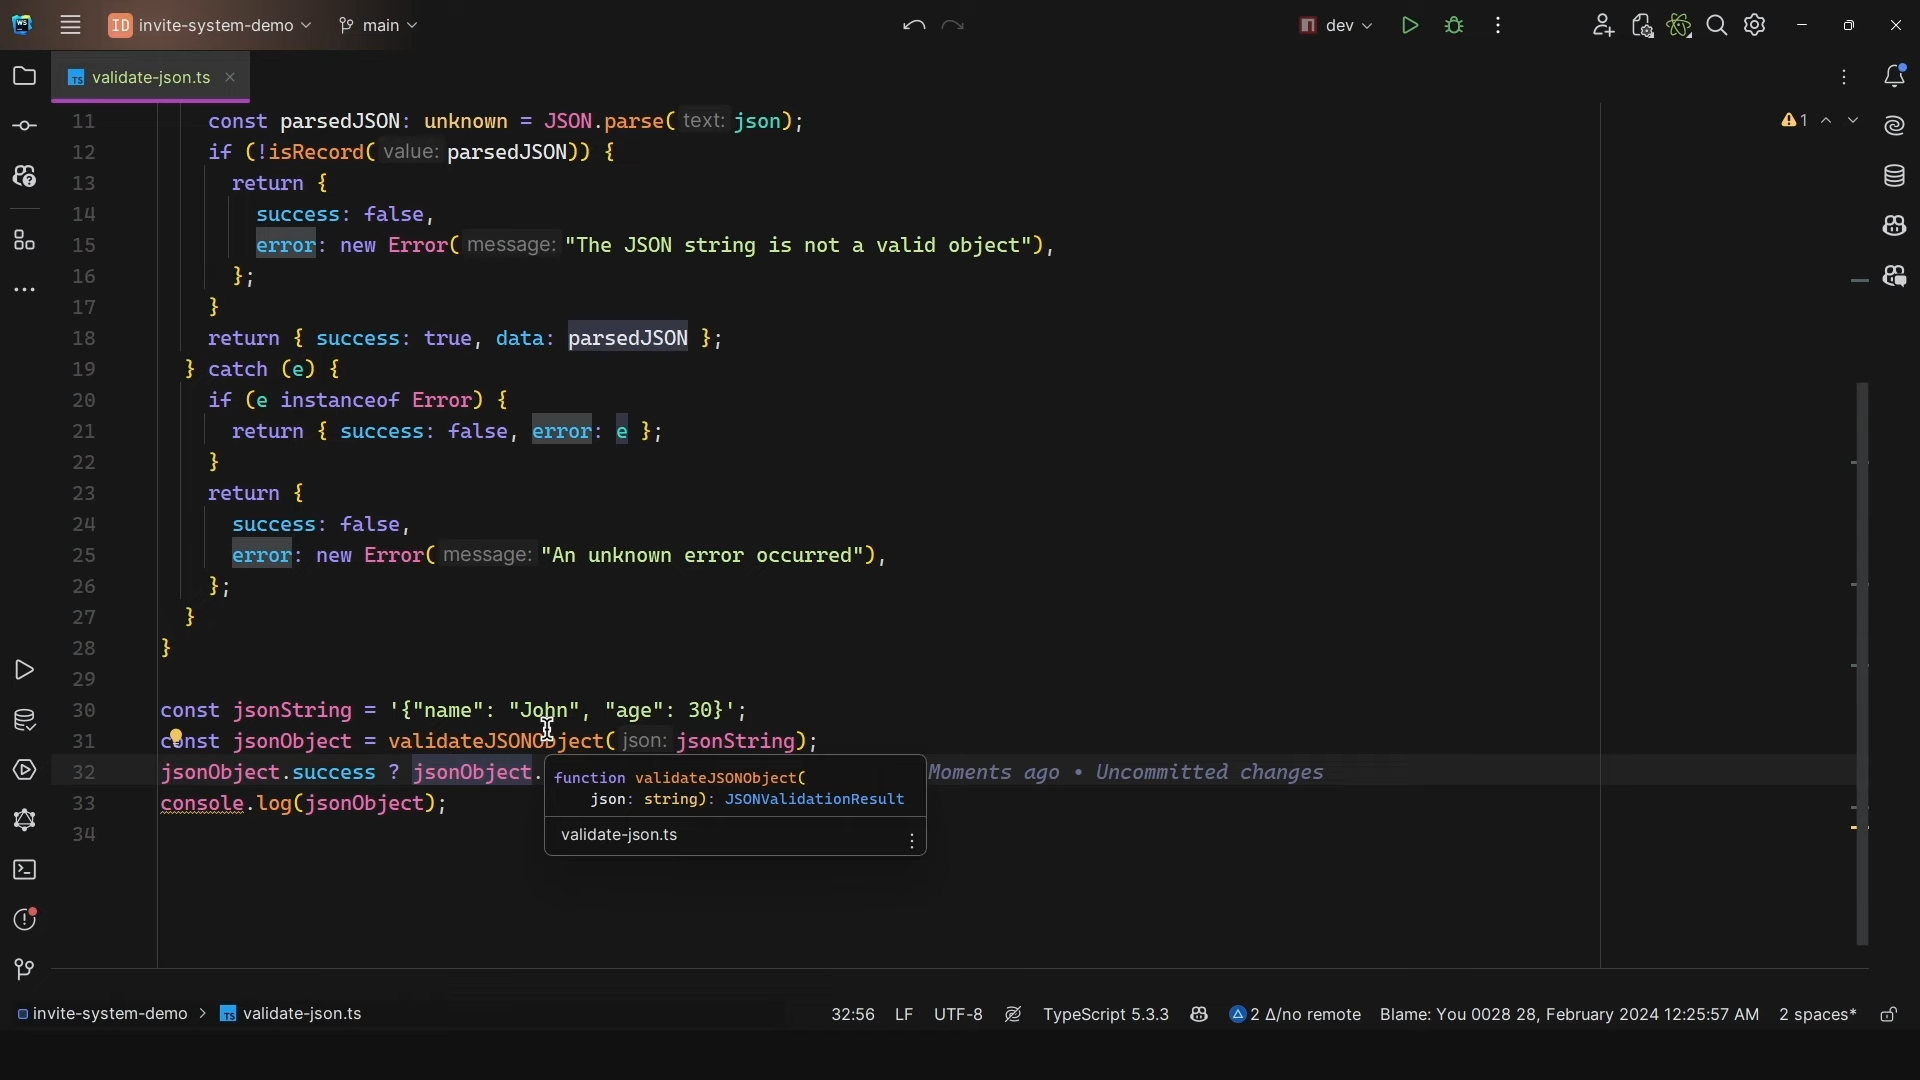 WS ID invite-system-demo main dev
TS validate-json.ts
11 const parsedJSON: unknown = JSON.parse( text: json);
1
12 if (!isRecord( value: parsedJSON)) {
13 return {
14 success: false,
15 error: new Error( message: "The JSON string is not a valid object"),
16 };
17 }
18 return { success: true, data: parsedJSON };
19 } catch (e) {
20 if (e instanceof Error) {
21 return { success: false, error: e };
22 }
23 return {
24 success: false,
25 error: new Error( message: "An unknown error occurred"),
26 };
27 }
28 }
29
30 const jsonString = '{"name": "John", "age": 30}';
31 const jsonObject = validateJSONObject( json: jsonString);
32 jsonObject.success ? jsonObject. Moments ago • Uncommitted changes
function validateJSONObject(
json: string): JSONValidationResult
validate-json.ts
33 console.log(jsonObject);
34
invite-system-demo > TS validate-json.ts 32:56 LF UTF-8 TypeScript 5.3.3 2 Δ/no remote Blame: You 0028 28, February 2024 12:25:57 AM 2 spaces*